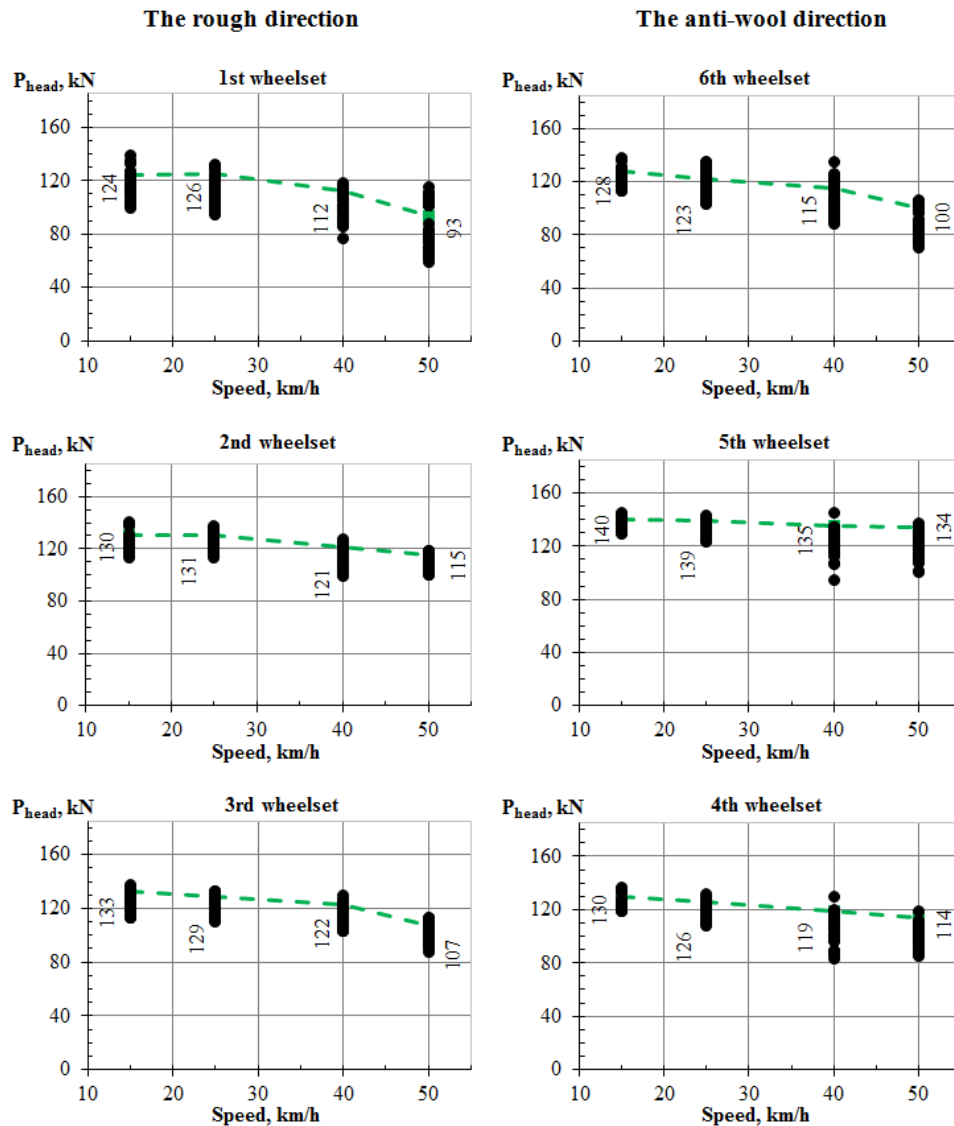 The rough direction
The anti-wool direction
P_head, kN
1st wheelset
160
120
80
40
0
124
126
112
93
10 20 30 40 50
Speed, km/h
P_head, kN
6th wheelset
160
120
80
40
0
128
123
115
100
10 20 30 40 50
Speed, km/h
P_head, kN
2nd wheelset
160
120
80
40
0
130
131
121
115
10 20 30 40 50
Speed, km/h
P_head, kN
5th wheelset
160
120
80
40
0
140
139
135
134
10 20 30 40 50
Speed, km/h
P_head, kN
3rd wheelset
160
120
80
40
0
133
129
122
107
10 20 30 40 50
Speed, km/h
P_head, kN
4th wheelset
160
120
80
40
0
130
126
119
114
10 20 30 40 50
Speed, km/h